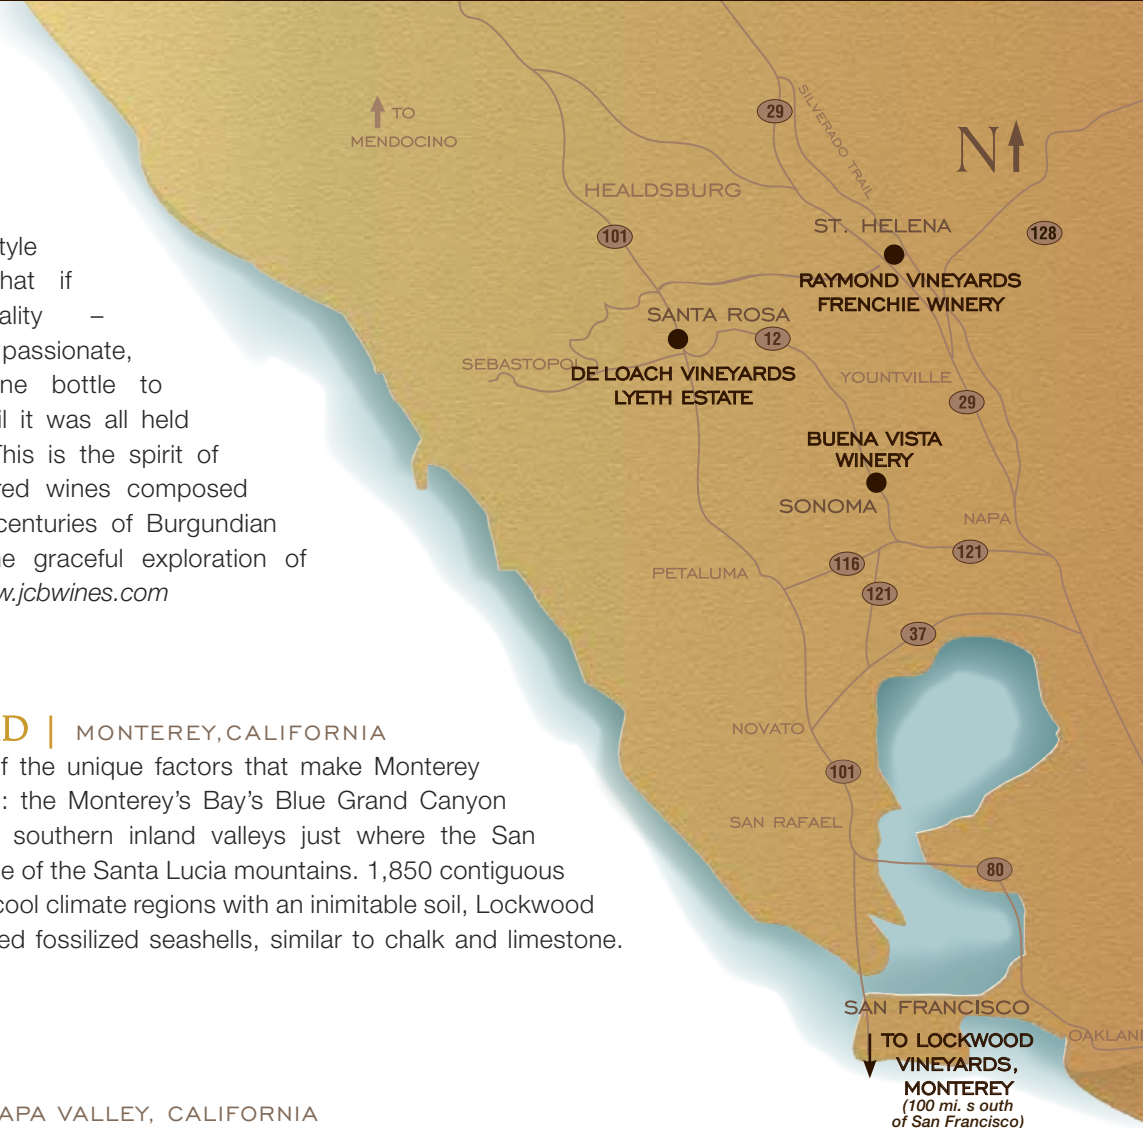 tyle
hat if
ality –
passionate,
ne bottle to
il it was all held
This is the spirit of
red wines composed
centuries of Burgundian
ne graceful exploration of
w.jcbwines.com
D | MONTEREY, CALIFORNIA
f the unique factors that make Monterey
: the Monterey's Bay's Blue Grand Canyon
southern inland valleys just where the San
e of the Santa Lucia mountains. 1,850 contiguous
cool climate regions with an inimitable soil, Lockwood
ed fossilized seashells, similar to chalk and limestone.
APA VALLEY, CALIFORNIA
TO
MENDOCINO
29
SILVERADO TRAIL
N
HEALDSBURG
101
ST. HELENA
128
RAYMOND VINEYARDS
FRENCHIE WINERY
SANTA ROSA
12
SEBASTOPOL
DE LOACH VINEYARDS
LYETH ESTATE
YOUNTVILLE
29
BUENA VISTA
WINERY
SONOMA
NAPA
121
116
PETALUMA
121
37
NOVATO
101
SAN RAFAEL
80
SAN FRANCISCO
OAKLAN
TO LOCKWOOD
VINEYARDS,
MONTEREY
(100 mi. s outh
of San Francisco)